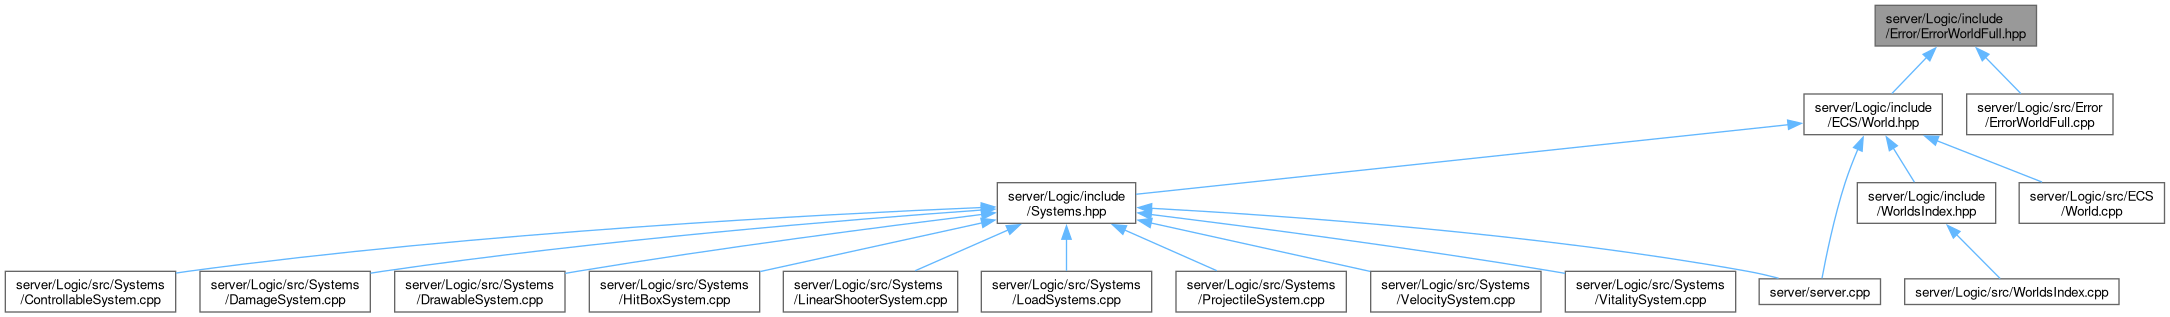 server/Logic/include
/Error/ErrorWorldFull.hpp
server/Logic/include
/ECS/World.hpp
server/Logic/src/Error
/ErrorWorldFull.cpp
server/Logic/include
/Systems.hpp
server/Logic/include
/WorldsIndex.hpp
server/Logic/src/ECS
/World.cpp
server/Logic/src/Systems
/ControllableSystem.cpp
server/Logic/src/Systems
/DamageSystem.cpp
server/Logic/src/Systems
/DrawableSystem.cpp
server/Logic/src/Systems
/HitBoxSystem.cpp
server/Logic/src/Systems
/LinearShooterSystem.cpp
server/Logic/src/Systems
/LoadSystems.cpp
server/Logic/src/Systems
/ProjectileSystem.cpp
server/Logic/src/Systems
/VelocitySystem.cpp
server/Logic/src/Systems
/VitalitySystem.cpp
server/server.cpp
server/Logic/src/WorldsIndex.cpp